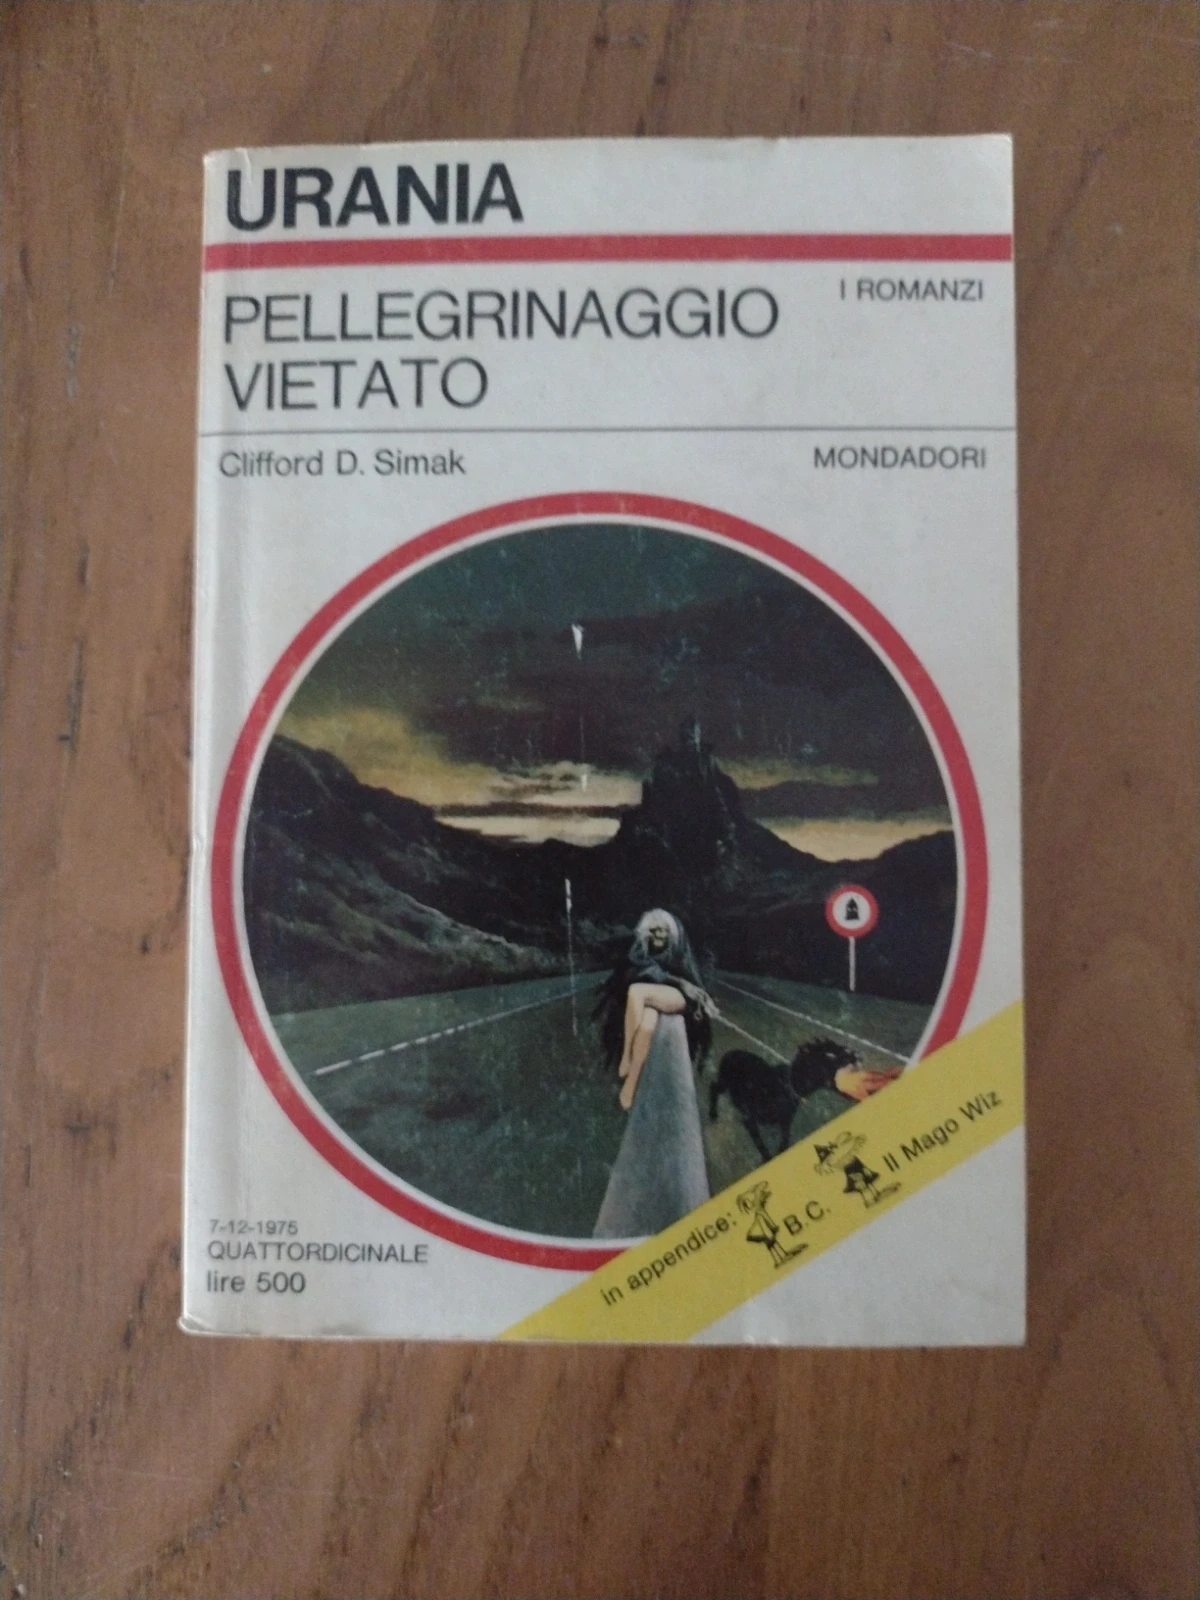 URANIA
PELLEGRINAGGIO
VIETATO
I ROMANZI
Clifford D. Simak
MONDADORI
7-12-1975
QUATTORDICINALE
lire 500
in appendice: B.C. Il Mago Wiz